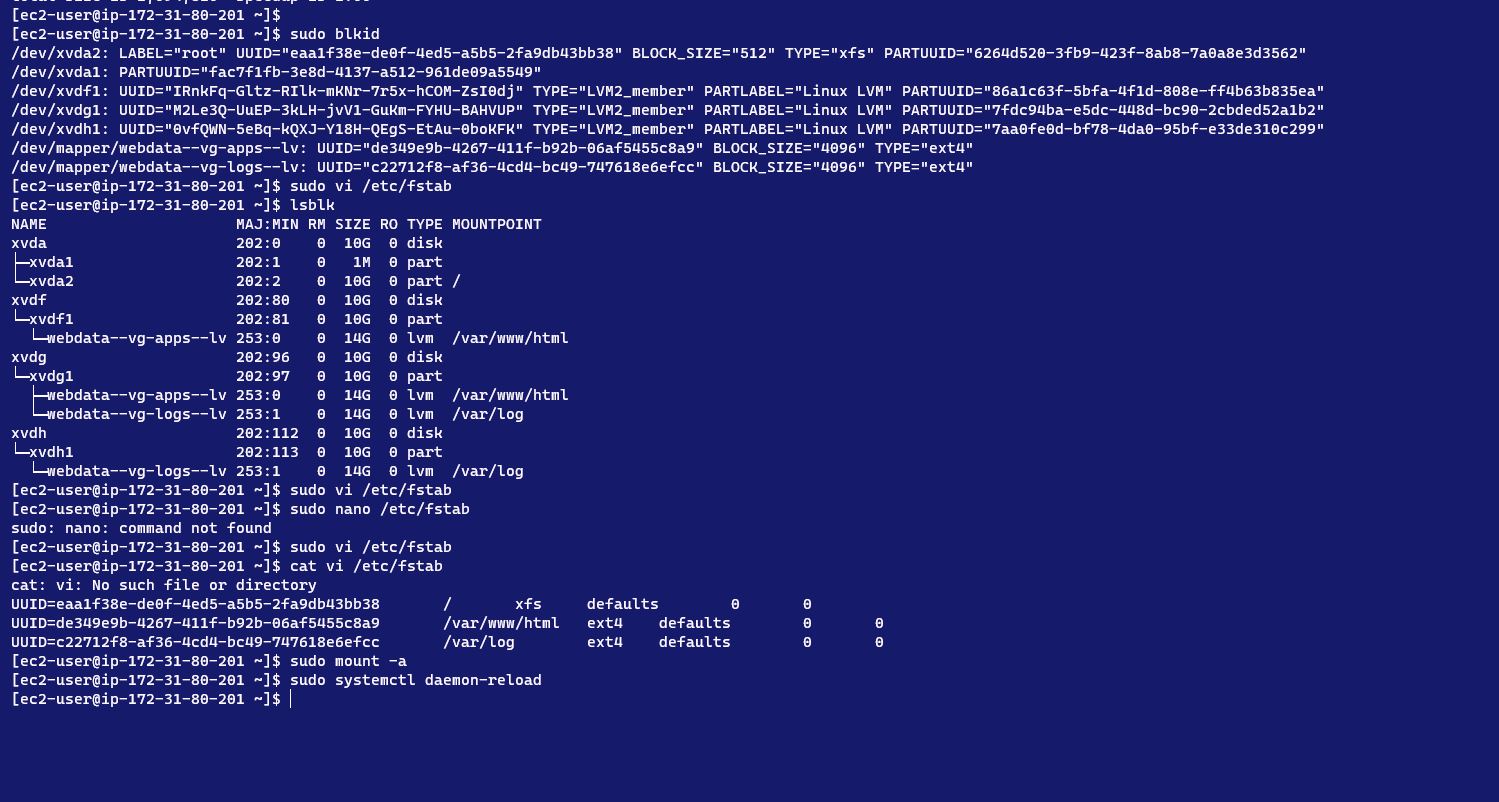 [ec2-user@ip-172-31-80-201 ~]$
[ec2-user@ip-172-31-80-201 ~]$ sudo blkid
/dev/xvda2: LABEL="root" UUID="eaa1f38e-de0f-4ed5-a5b5-2fa9db43bb38" BLOCK_SIZE="512" TYPE="xfs" PARTUUID="6264d520-3fb9-423f-8ab8-7a0a8e3d3562"
/dev/xvda1: PARTUUID="fac7f1fb-3e8d-4137-a512-961de09a5549"
/dev/xvdf1: UUID="IRnkFq-Gltz-RIlk-mKNr-7r5x-hCOM-ZsI0dj" TYPE="LVM2_member" PARTLABEL="Linux LVM" PARTUUID="86a1c63f-5bfa-4f1d-808e-ff4b63b835ea"
/dev/xvdg1: UUID="M2Le3Q-UuEP-3kLH-jvV1-GuKm-FYHU-BAHVUP" TYPE="LVM2_member" PARTLABEL="Linux LVM" PARTUUID="7fdc94ba-e5dc-448d-bc90-2cbded52a1b2"
/dev/xvdh1: UUID="0vfQWN-5eBq-kQXJ-Y18H-QEgS-EtAu-0boKFK" TYPE="LVM2_member" PARTLABEL="Linux LVM" PARTUUID="7aa0fe0d-bf78-4da0-95bf-e33de310c299"
/dev/mapper/webdata--vg-apps--lv: UUID="de349e9b-4267-411f-b92b-06af5455c8a9" BLOCK_SIZE="4096" TYPE="ext4"
/dev/mapper/webdata--vg-logs--lv: UUID="c22712f8-af36-4cd4-bc49-747618e6efcc" BLOCK_SIZE="4096" TYPE="ext4"
[ec2-user@ip-172-31-80-201 ~]$ sudo vi /etc/fstab
[ec2-user@ip-172-31-80-201 ~]$ lsblk
NAME                     MAJ:MIN RM SIZE RO TYPE MOUNTPOINT
xvda                     202:0    0  10G  0 disk
├─xvda1                  202:1    0   1M  0 part
└─xvda2                  202:2    0  10G  0 part /
xvdf                     202:80   0  10G  0 disk
└─xvdf1                  202:81   0  10G  0 part
  └─webdata--vg-apps--lv 253:0    0  14G  0 lvm  /var/www/html
xvdg                     202:96   0  10G  0 disk
└─xvdg1                  202:97   0  10G  0 part
  ├─webdata--vg-apps--lv 253:0    0  14G  0 lvm  /var/www/html
  └─webdata--vg-logs--lv 253:1    0  14G  0 lvm  /var/log
xvdh                     202:112  0  10G  0 disk
└─xvdh1                  202:113  0  10G  0 part
  └─webdata--vg-logs--lv 253:1    0  14G  0 lvm  /var/log
[ec2-user@ip-172-31-80-201 ~]$ sudo vi /etc/fstab
[ec2-user@ip-172-31-80-201 ~]$ sudo nano /etc/fstab
sudo: nano: command not found
[ec2-user@ip-172-31-80-201 ~]$ sudo vi /etc/fstab
[ec2-user@ip-172-31-80-201 ~]$ cat vi /etc/fstab
cat: vi: No such file or directory
UUID=eaa1f38e-de0f-4ed5-a5b5-2fa9db43bb38       /       xfs     defaults        0       0
UUID=de349e9b-4267-411f-b92b-06af5455c8a9       /var/www/html   ext4    defaults        0       0
UUID=c22712f8-af36-4cd4-bc49-747618e6efcc       /var/log        ext4    defaults        0       0
[ec2-user@ip-172-31-80-201 ~]$ sudo mount -a
[ec2-user@ip-172-31-80-201 ~]$ sudo systemctl daemon-reload
[ec2-user@ip-172-31-80-201 ~]$